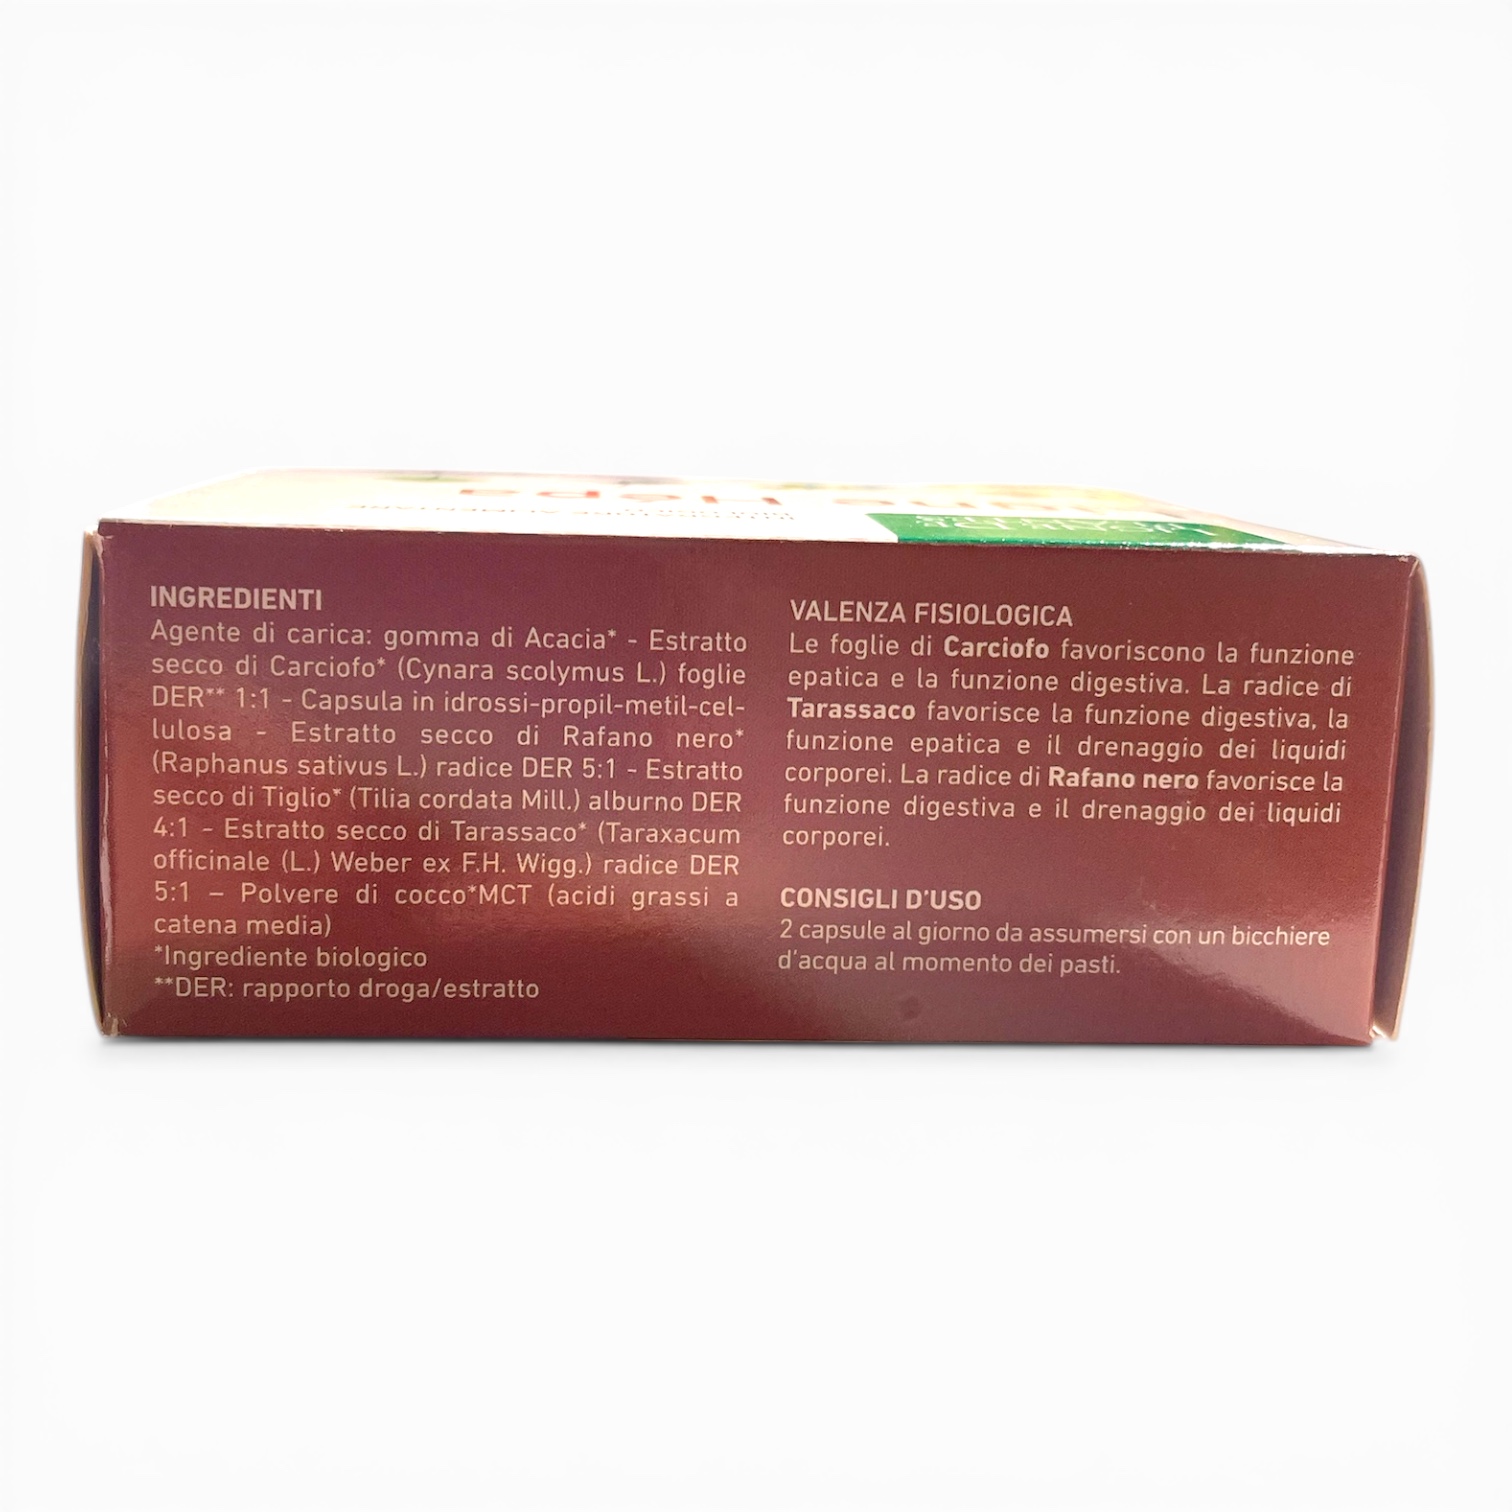 INTEGRATORE ALIMENTARE
INGREDIENTI
Agente di carica: gomma di Acacia* - Estratto
secco di Carciofo* (Cynara scolymus L.) foglie
DER** 1:1 - Capsula in idrossi-propil-metil-cel-
lulosa - Estratto secco di Rafano nero*
(Raphanus sativus L.) radice DER 5:1 - Estratto
secco di Tiglio* (Tilia cordata Mill.) alburno DER
4:1 - Estratto secco di Tarassaco* (Taraxacum
officinale (L.) Weber ex F.H. Wigg.) radice DER
5:1 – Polvere di cocco*MCT (acidi grassi a
catena media)
*Ingrediente biologico
**DER: rapporto droga/estratto
VALENZA FISIOLOGICA
Le foglie di Carciofo favoriscono la funzione
epatica e la funzione digestiva. La radice di
Tarassaco favorisce la funzione digestiva, la
funzione epatica e il drenaggio dei liquidi
corporei. La radice di Rafano nero favorisce la
funzione digestiva e il drenaggio dei liquidi
corporei.
CONSIGLI D'USO
2 capsule al giorno da assumersi con un bicchiere
d'acqua al momento dei pasti.